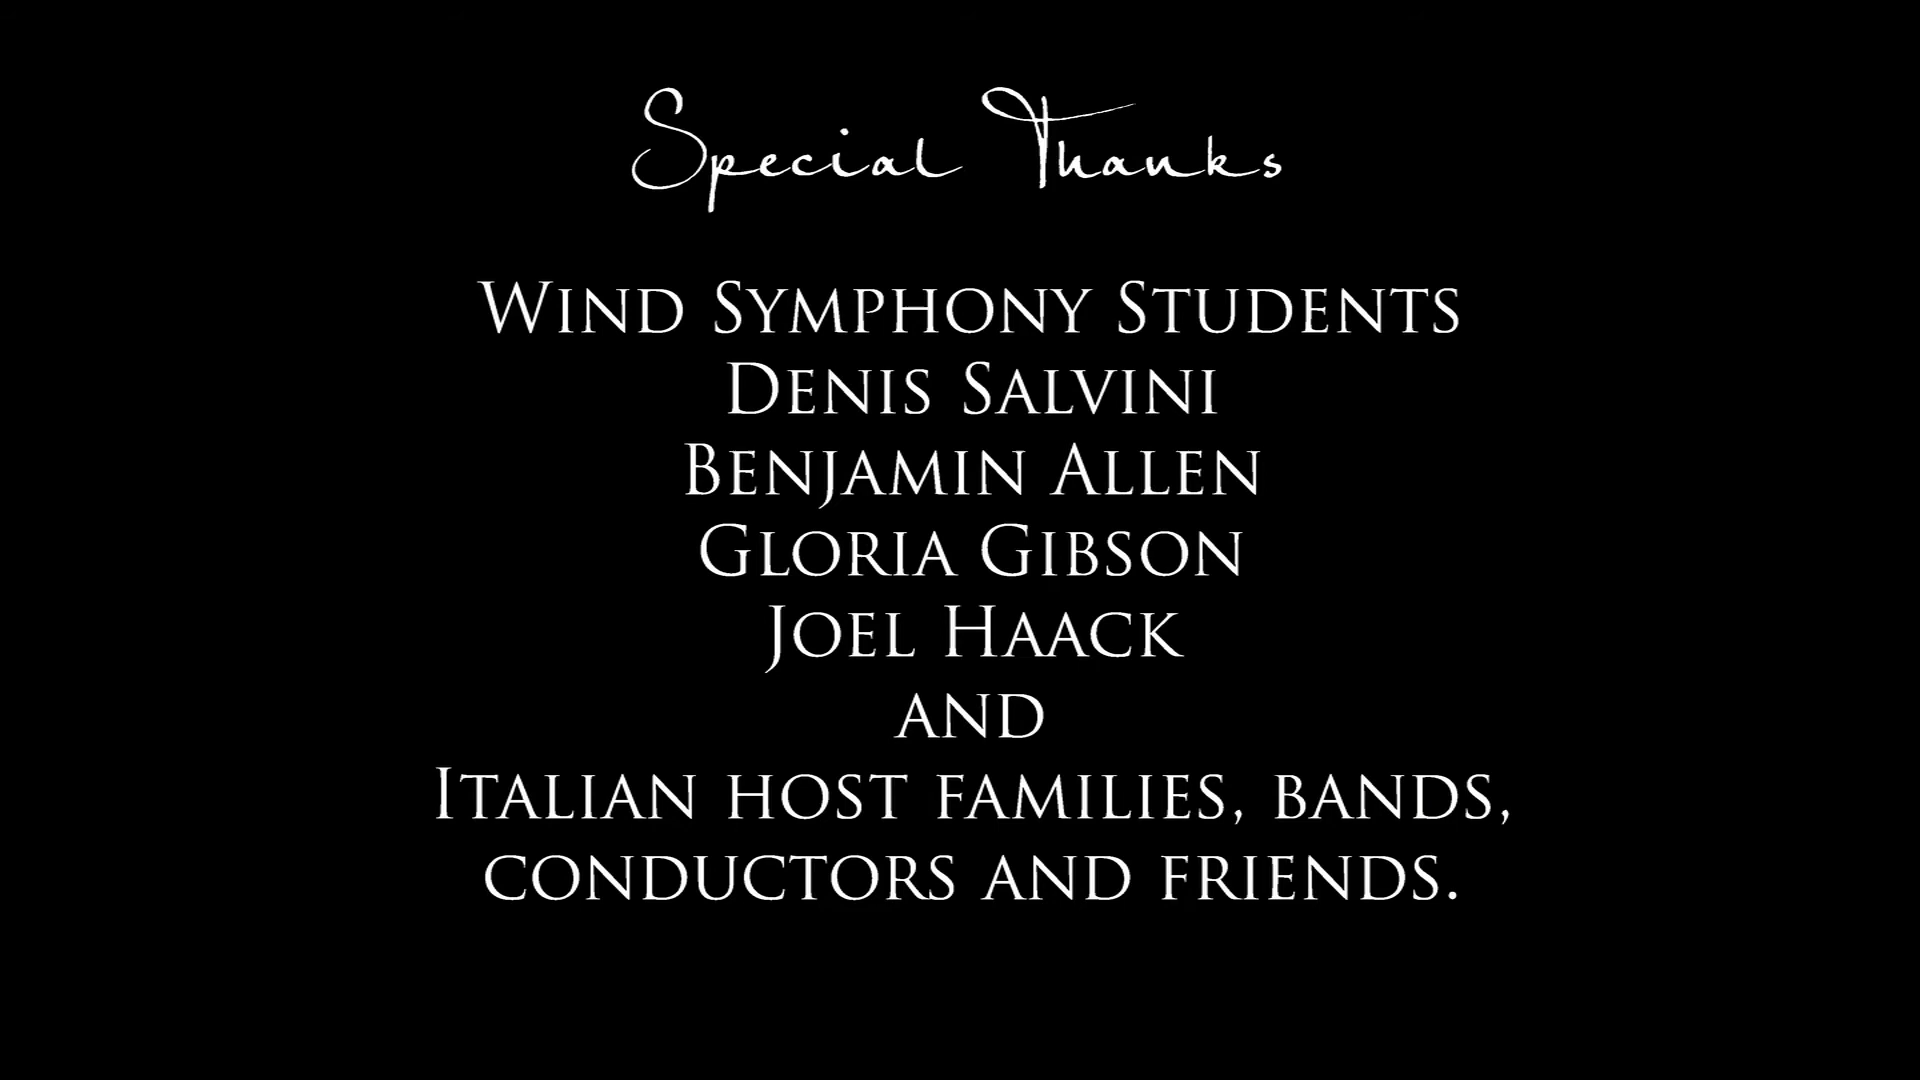 Special Thanks
Wind Symphony Students
Denis Salvini
Benjamin Allen
Gloria Gibson
Joel Haack
and
Italian host families, bands,
conductors and friends.